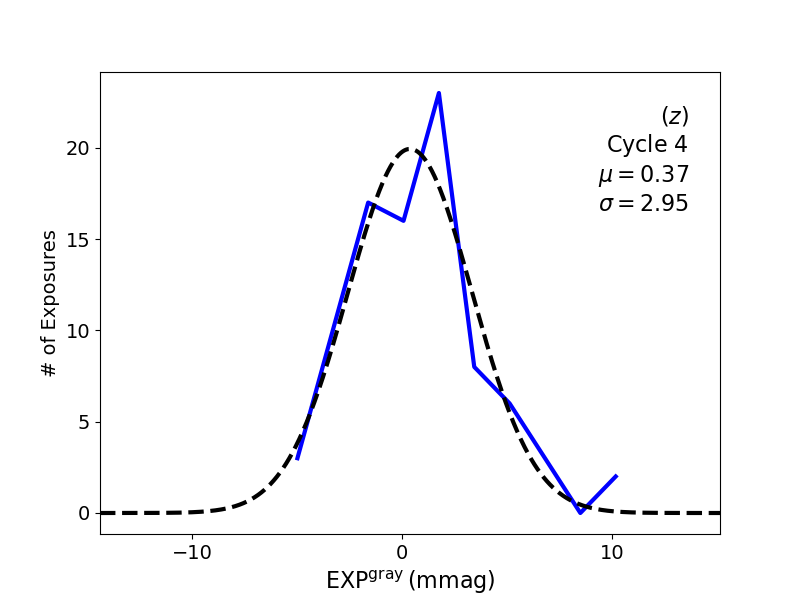 (z)
Cycle 4
μ = 0.37
σ = 2.95
# of Exposures
20
15
10
5
0
−10 0 10
EXP^gray (mmag)